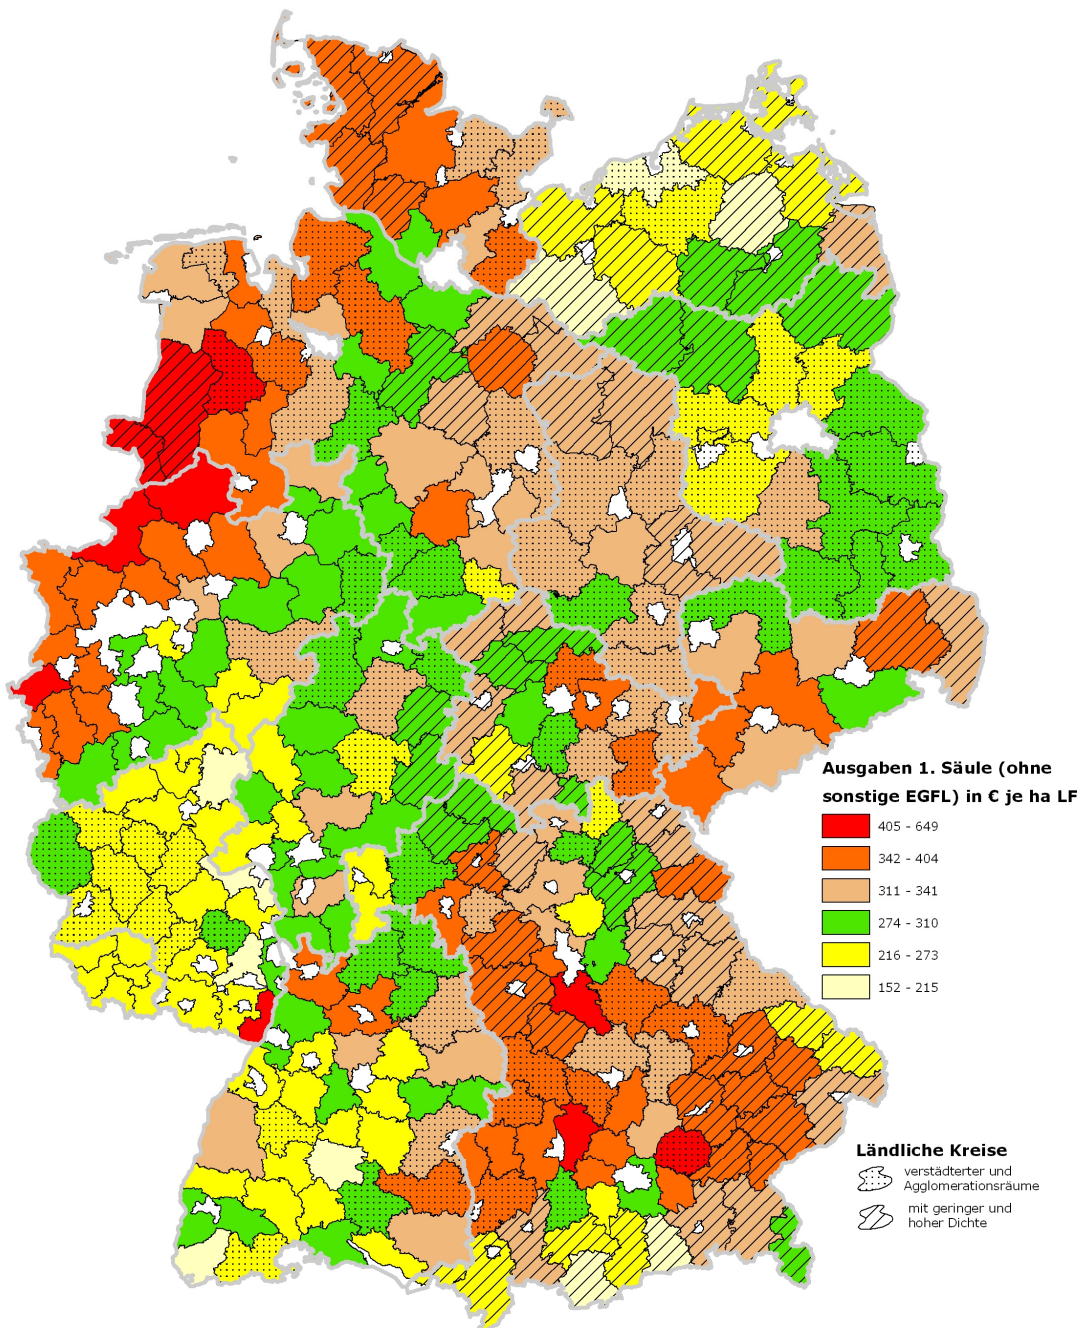 Ausgaben 1. Säule (ohne
sonstige EGFL) in € je ha LF
405 - 649
342 - 404
311 - 341
274 - 310
216 - 273
152 - 215
Ländliche Kreise
verstädterter und
Agglomerationsräume
mit geringer und
hoher Dichte